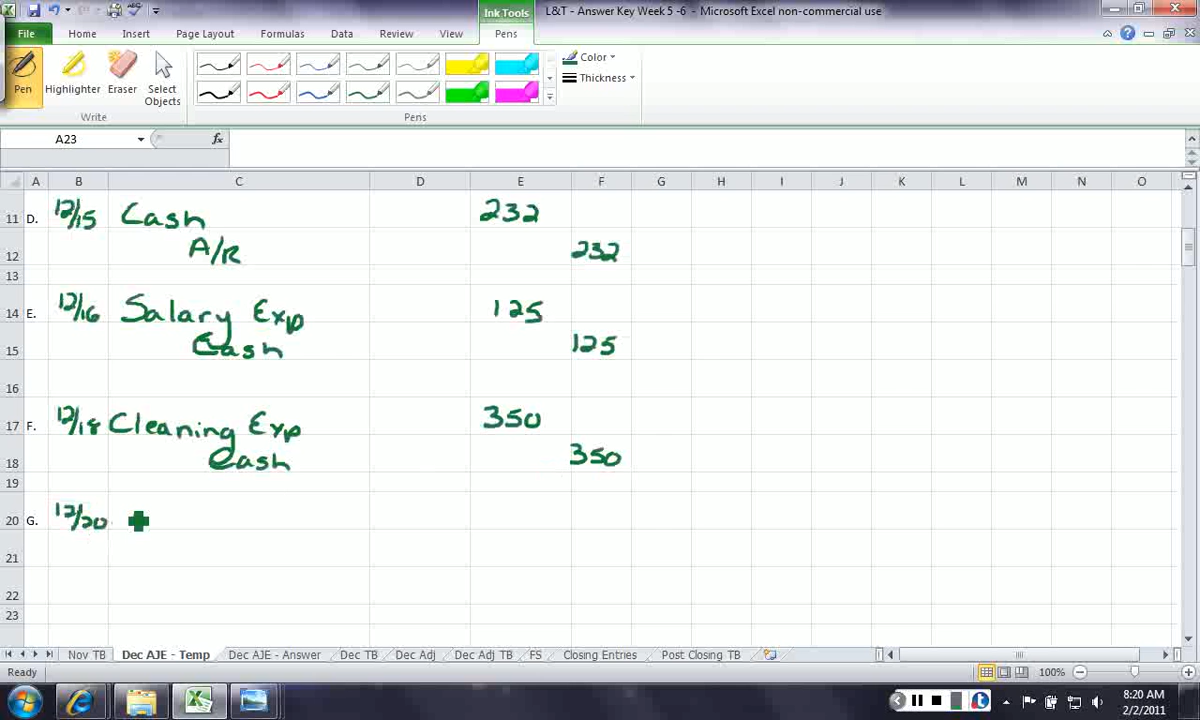 Ink Tools
L&T - Answer Key Week 5 -6 - Microsoft Excel non-commercial use
File Home Insert Page Layout Formulas Data Review View Pens
Pen Highlighter Eraser Select Objects
Color
Thickness
Write Pens
A23 fx
A B C D E F G H I J K L M N O
11 D. 12/15 Cash 232
12 A/R 232
13
14 E. 12/16 Salary Exp 125
15 Cash 125
16
17 F. 12/18 Cleaning Exp 350
18 Cash 350
19
20 G. 12/20
21
22
23
Nov TB Dec AJE - Temp Dec AJE - Answer Dec TB Dec Adj Dec Adj TB FS Closing Entries Post Closing TB
Ready 100%
8:20 AM
2/2/2011